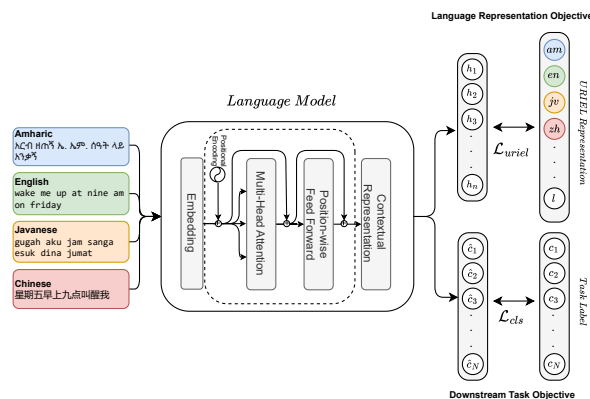 Language Representation Objective
Language Model
Amharic
አርብ ዘጠኝ ኤ. ኤም. ሰዓት ላይ
አንቃኝ
English
wake me up at nine am
on friday
Javanese
gugah aku jam sanga
esuk dina jumat
Chinese
星期五早上九点叫醒我
Embedding
Positional
Encoding
Multi-Head Attention
Position-wise
Feed Forward
Contextual
Representation
h1
h2
h3
.
.
.
hn
L uriel
am
en
jv
zh
.
.
.
l
URIEL Representation
ĉ1
ĉ2
ĉ3
.
.
.
ĉN
L cls
c1
c2
c3
.
.
.
cN
Task Label
Downstream Task Objective